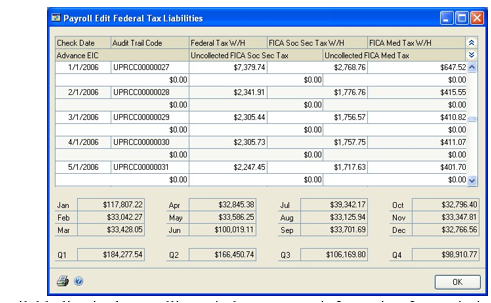 Payroll Edit Federal Tax Liabilities
Check Date Audit Trail Code Federal Tax W/H FICA Soc Sec Tax W/H FICA Med Tax W/H
Advance EIC Uncollected FICA Soc Sec Tax Uncollected FICA Med Tax
1/1/2006 UPRCC00000027 $7,379.74 $2,768.76 $647.52
$0.00 $0.00 $0.00
2/1/2006 UPRCC00000028 $2,341.91 $1,776.76 $415.55
$0.00 $0.00 $0.00
3/1/2006 UPRCC00000029 $2,305.44 $1,756.57 $410.82
$0.00 $0.00 $0.00
4/1/2006 UPRCC00000030 $2,305.73 $1,757.75 $411.07
$0.00 $0.00 $0.00
5/1/2006 UPRCC00000031 $2,247.45 $1,717.63 $401.70
$0.00 $0.00 $0.00
Jan $117,807.22 Apr $32,845.38 Jul $39,342.17 Oct $32,796.40
Feb $33,042.27 May $33,586.25 Aug $33,125.94 Nov $33,347.81
Mar $33,428.05 Jun $100,019.11 Sep $33,701.69 Dec $32,766.56
Q1 $184,277.54 Q2 $166,450.74 Q3 $106,169.80 Q4 $98,910.77
OK